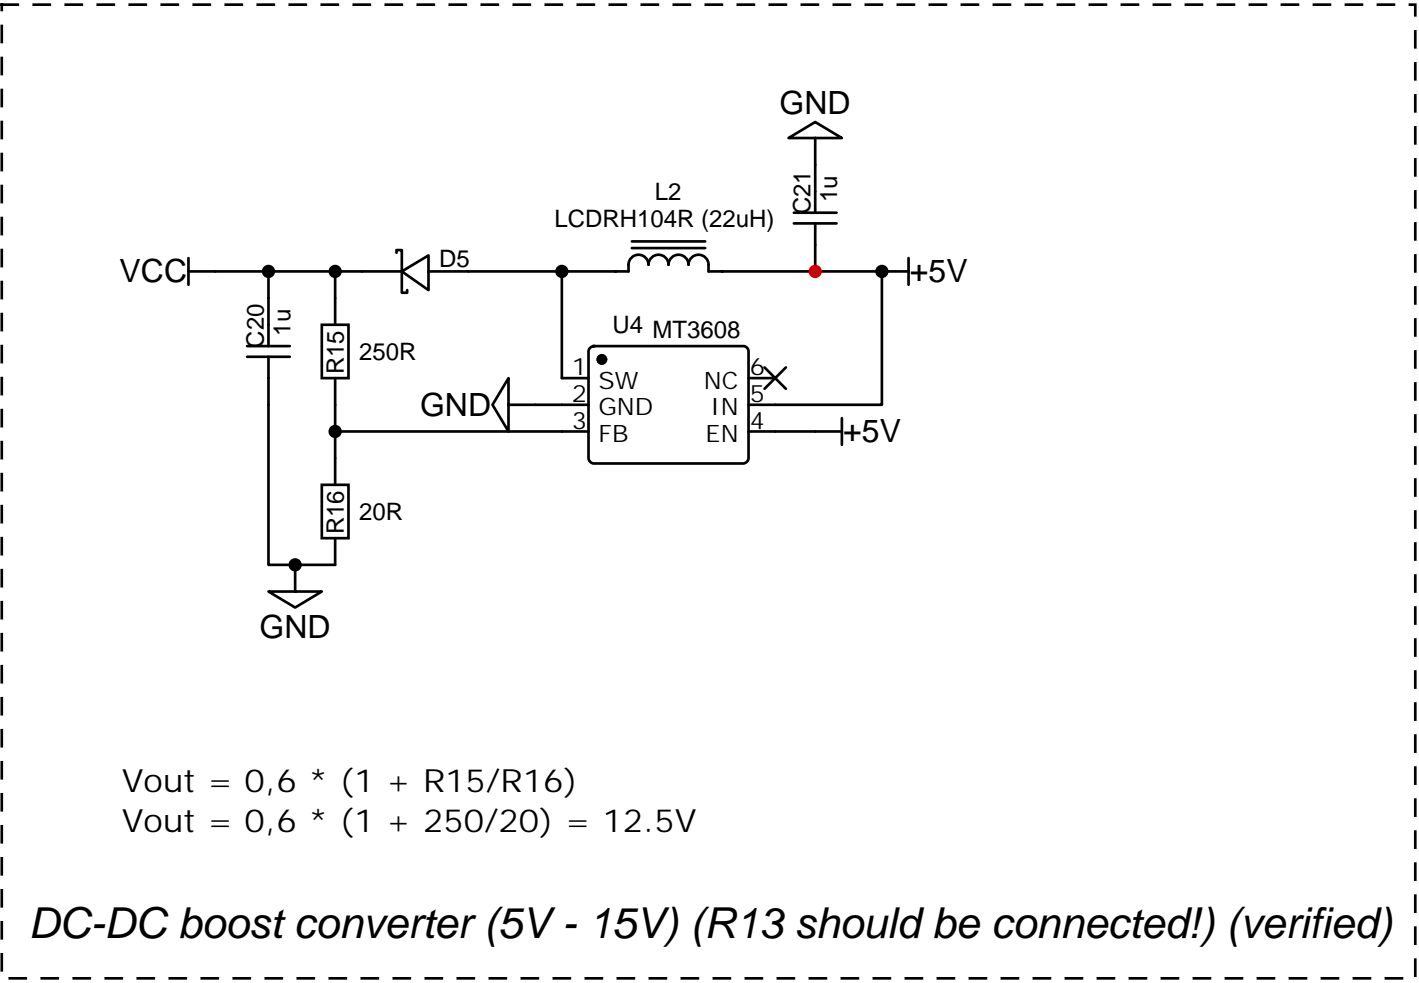 GND
C21
1u
L2
LCDRH104R (22uH)
VCC
D5
+5V
C20
1u
R15
250R
U4 MT3608
1
SW
NC
6
GND
2
GND
IN
5
3
FB
EN
4
+5V
R16
20R
GND
Vout = 0,6 * (1 + R15/R16)
Vout = 0,6 * (1 + 250/20) = 12.5V
DC-DC boost converter (5V - 15V) (R13 should be connected!) (verified)